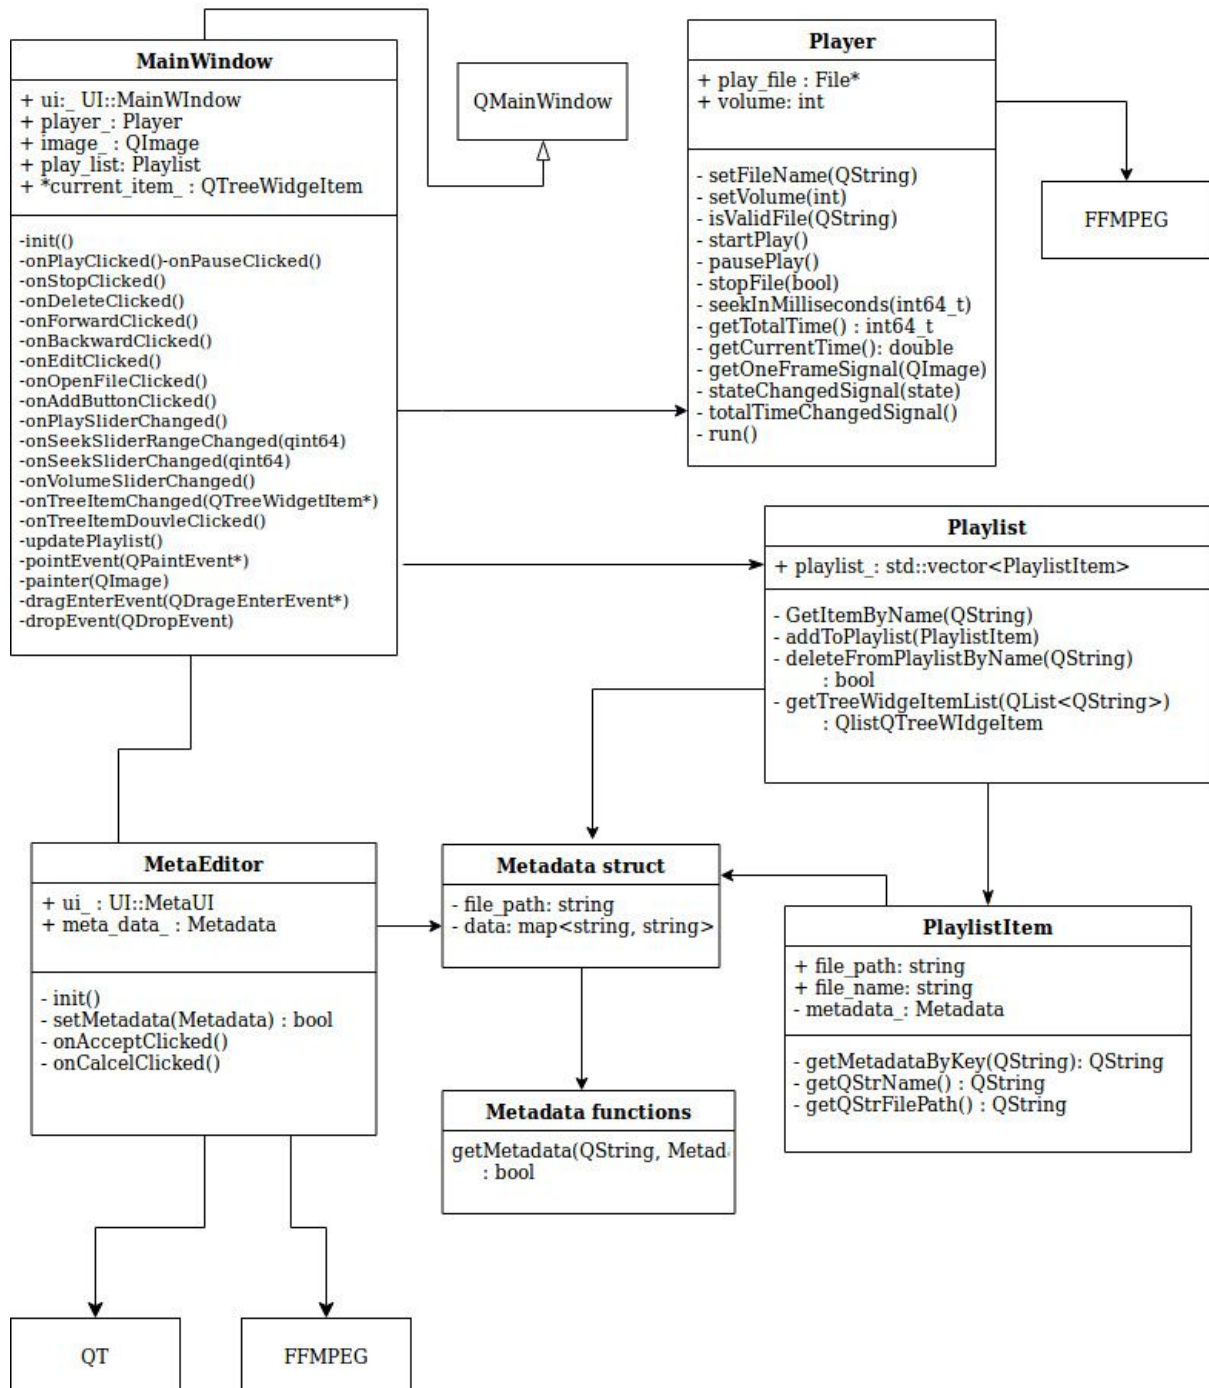 MainWindow
+ ui:_ UI::MainWIndow
+ player_: Player
+ image_ : QImage
+ play_list: Playlist
+ *current_item_ : QTreeWidgeItem
-init(()
-onPlayClicked()-onPauseClicked()
-onStopClicked()
-onDeleteClicked()
-onForwardClicked()
-onBackwardClicked()
-onEditClicked()
-onOpenFileClicked()
-onAddButtonClicked()
-onPlaySliderChanged()
-onSeekSliderRangeChanged(qint64)
-onSeekSliderChanged(qint64)
-onVolumeSliderChanged()
-onTreeItemChanged(QTreeWidgetItem*)
-onTreeItemDouvleClicked()
-updatePlaylist()
-pointEvent(QPaintEvent*)
-painter(QImage)
-dragEnterEvent(QDrageEnterEvent*)
-dropEvent(QDropEvent)
QMainWindow
Player
+ play_file : File*
+ volume: int
- setFileName(QString)
- setVolume(int)
- isValidFile(QString)
- startPlay()
- pausePlay()
- stopFile(bool)
- seekInMilliseconds(int64_t)
- getTotalTime() : int64_t
- getCurrentTime(): double
- getOneFrameSignal(QImage)
- stateChangedSignal(state)
- totalTimeChangedSignal()
- run()
FFMPEG
Playlist
+ playlist_: std::vector<PlaylistItem>
- GetItemByName(QString)
- addToPlaylist(PlaylistItem)
- deleteFromPlaylistByName(QString)
: bool
- getTreeWidgeItemList(QList<QString>)
: QlistQTreeWIdgeItem
MetaEditor
+ ui_ : UI::MetaUI
+ meta_data_ : Metadata
- init()
- setMetadata(Metadata) : bool
- onAcceptClicked()
- onCalcelClicked()
Metadata struct
- file_path: string
- data: map<string, string>
PlaylistItem
+ file_path: string
+ file_name: string
- metadata_: Metadata
- getMetadataByKey(QString): QString
- getQStrName() : QString
- getQStrFilePath() : QString
Metadata functions
getMetadata(QString, Metad
: bool
QT
FFMPEG